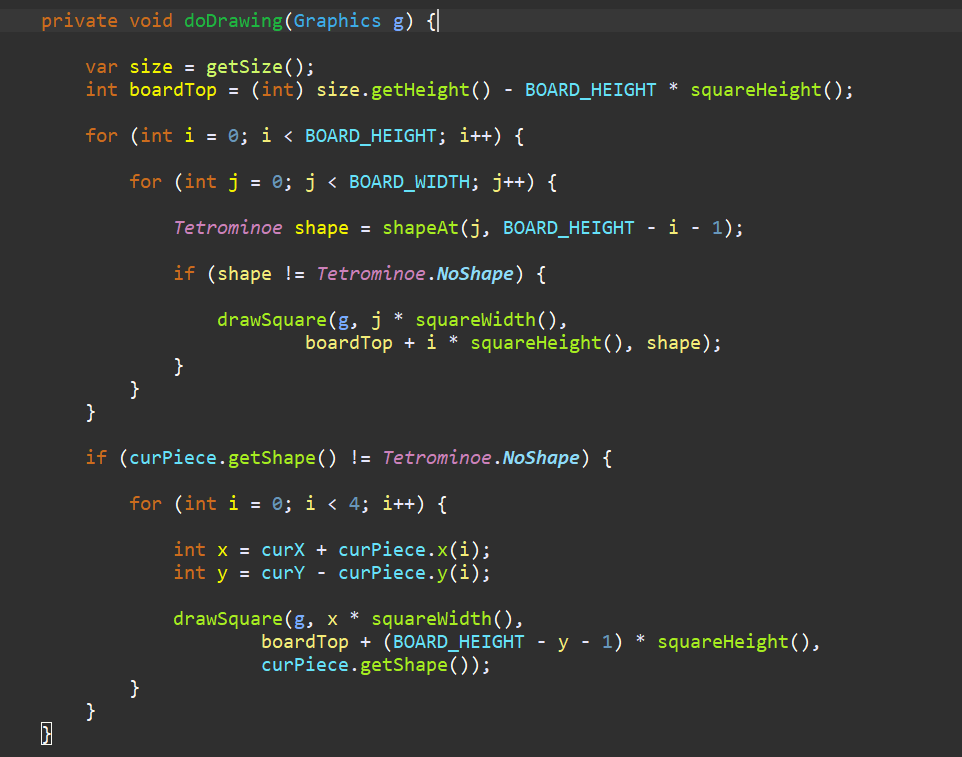 private void doDrawing(Graphics g) {
var size = getSize();
int boardTop = (int) size.getHeight() - BOARD_HEIGHT * squareHeight();
for (int i = 0; i < BOARD_HEIGHT; i++) {
for (int j = 0; j < BOARD_WIDTH; j++) {
Tetrominoe shape = shapeAt(j, BOARD_HEIGHT - i - 1);
if (shape != Tetrominoe.NoShape) {
drawSquare(g, j * squareWidth(),
boardTop + i * squareHeight(), shape);
}
}
}
if (curPiece.getShape() != Tetrominoe.NoShape) {
for (int i = 0; i < 4; i++) {
int x = curX + curPiece.x(i);
int y = curY - curPiece.y(i);
drawSquare(g, x * squareWidth(),
boardTop + (BOARD_HEIGHT - y - 1) * squareHeight(),
curPiece.getShape());
}
}
}